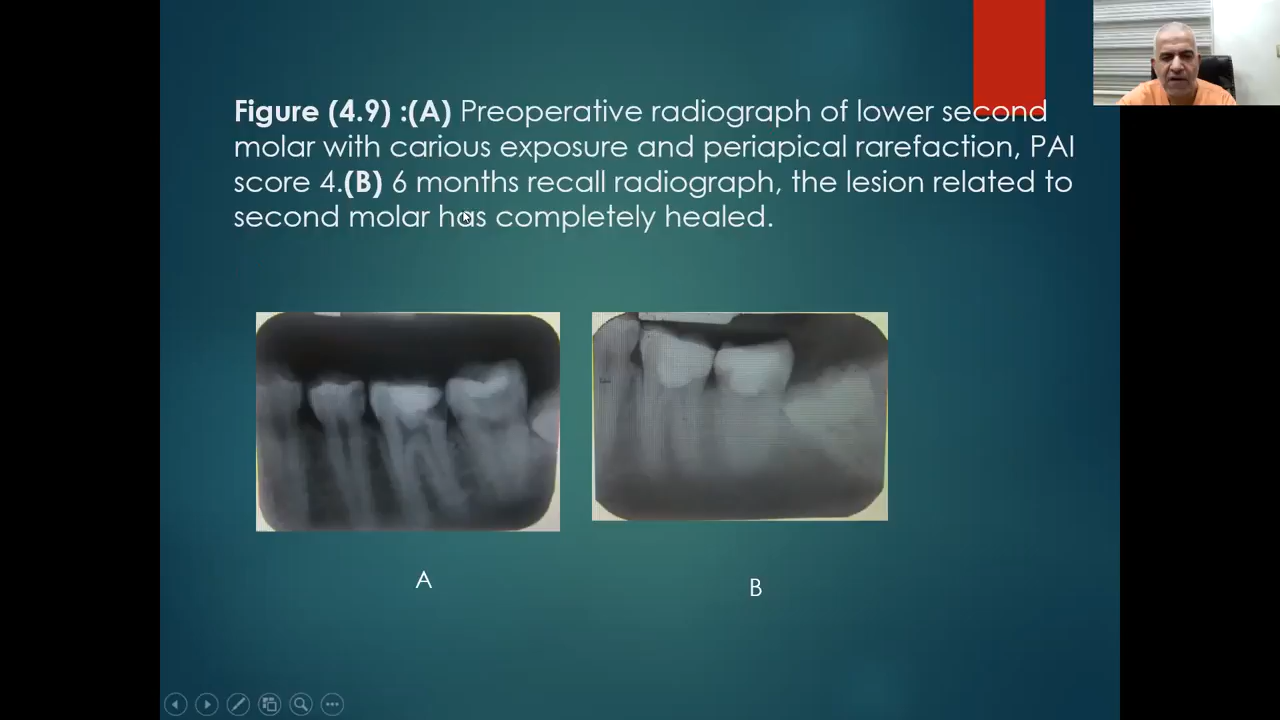 Figure (4.9) :(A) Preoperative radiograph of lower second
molar with carious exposure and periapical rarefaction, PAI
score 4.(B) 6 months recall radiograph, the lesion related to
second molar has completely healed.
A
B